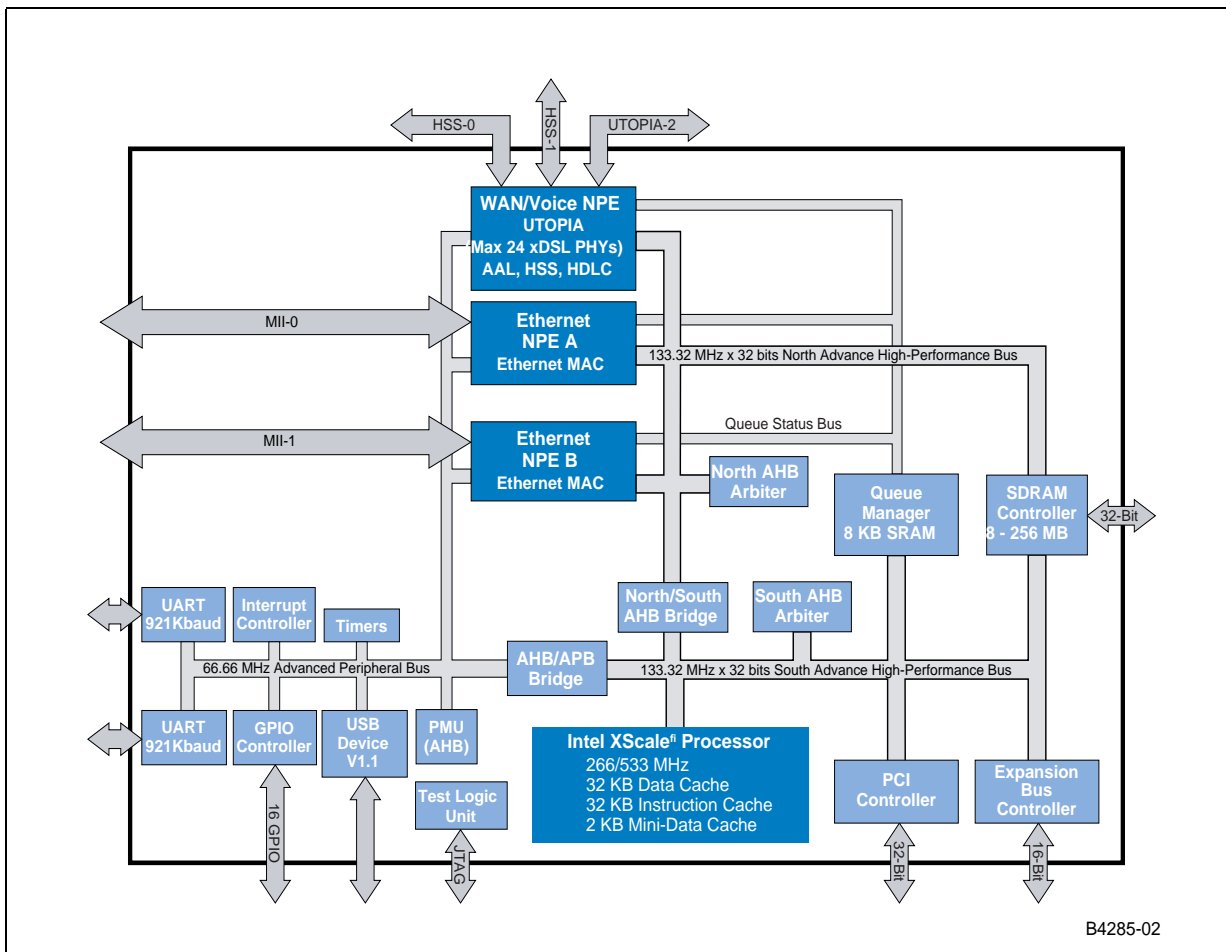 HSS-0
HSS-1
UTOPIA-2
WAN/Voice NPE
UTOPIA
(Max 24 xDSL PHYs)
AAL, HSS, HDLC
MII-0
Ethernet
NPE A
Ethernet MAC
133.32 MHz x 32 bits North Advance High-Performance Bus
MII-1
Ethernet
NPE B
Ethernet MAC
Queue Status Bus
North AHB
Arbiter
Queue
Manager
8 KB SRAM
SDRAM
Controller
8 - 256 MB
32-Bit
UART
921Kbaud
Interrupt
Controller
Timers
North/South
AHB Bridge
South AHB
Arbiter
66.66 MHz Advanced Peripheral Bus
AHB/APB
Bridge
133.32 MHz x 32 bits South Advance High-Performance Bus
UART
921Kbaud
GPIO
Controller
USB
Device
V1.1
PMU
(AHB)
Test Logic
Unit
Intel XScaleﬁ Processor
266/533 MHz
32 KB Data Cache
32 KB Instruction Cache
2 KB Mini-Data Cache
PCI
Controller
Expansion
Bus
Controller
16 GPIO
JTAG
32-Bit
16-Bit
B4285-02